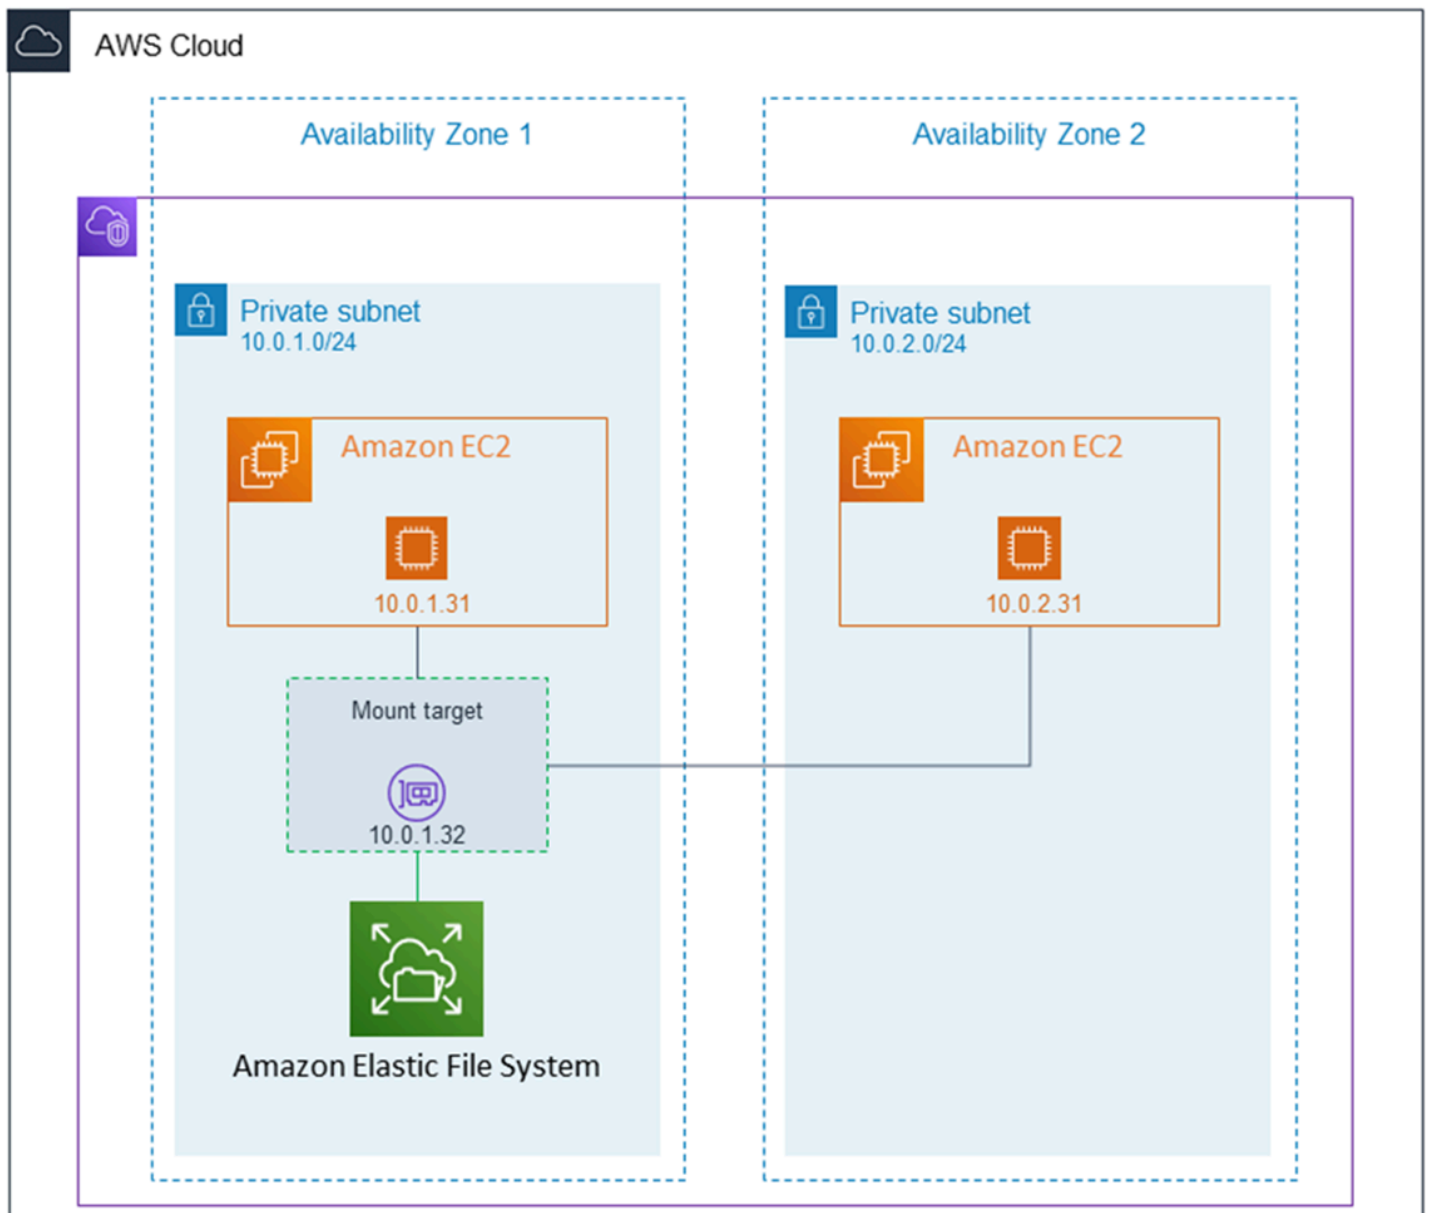 AWS Cloud
Availability Zone 1
Availability Zone 2
Private subnet
10.0.1.0/24
Private subnet
10.0.2.0/24
Amazon EC2
10.0.1.31
Amazon EC2
10.0.2.31
Mount target
10.0.1.32
Amazon Elastic File System